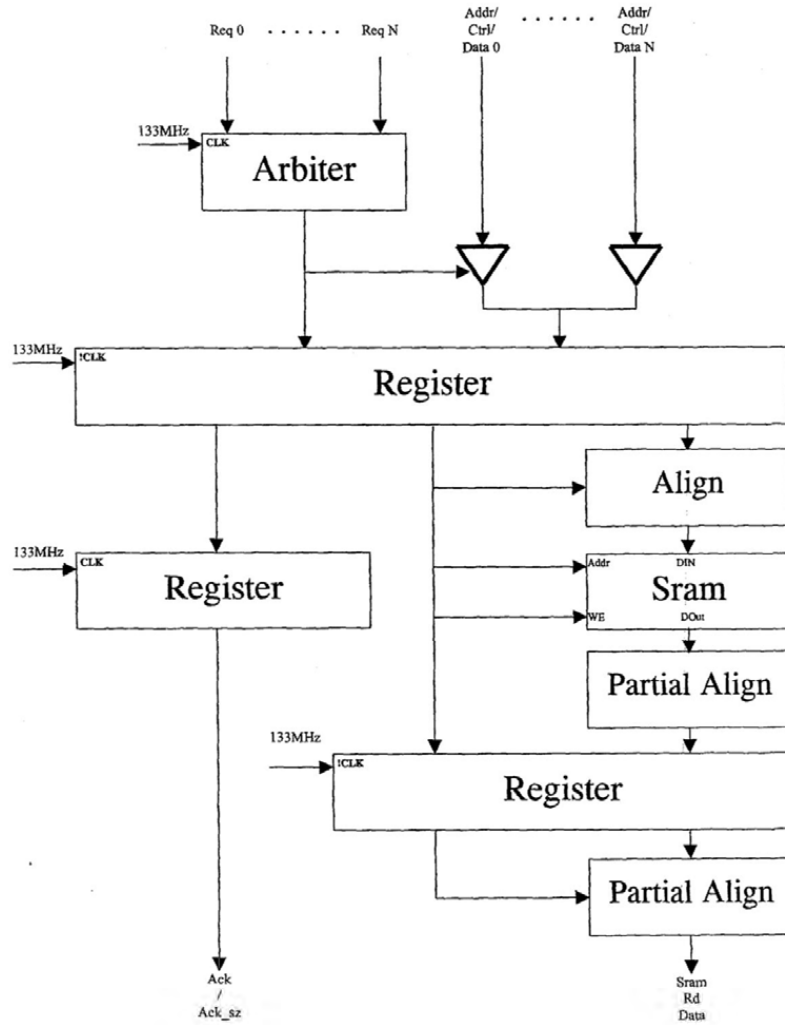 Req 0 . . . . . . Req N
Addr/
Ctrl/
Data 0
. . . . . .
Addr/
Ctrl/
Data N
133MHz
CLK
Arbiter
133MHz
!CLK
Register
Align
133MHz
CLK
Register
Addr DIN
Sram
WE DOut
Partial Align
133MHz
!CLK
Register
Partial Align
Ack
/
Ack_sz
Sram
Rd
Data